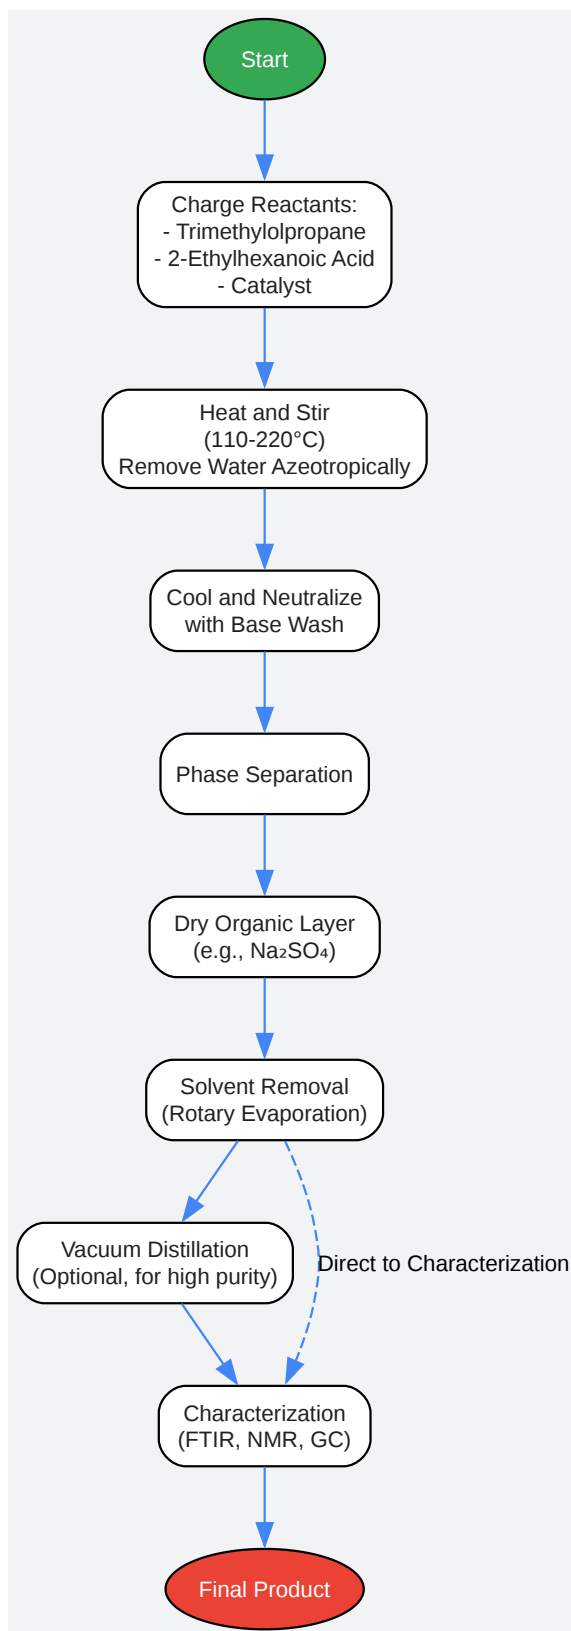 Start
Charge Reactants:
- Trimethylolpropane
- 2-Ethylhexanoic Acid
- Catalyst
Heat and Stir
(110-220°C)
Remove Water Azeotropically
Cool and Neutralize
with Base Wash
Phase Separation
Dry Organic Layer
(e.g., Na₂SO₄)
Solvent Removal
(Rotary Evaporation)
Vacuum Distillation
(Optional, for high purity)
Direct to Characterization
Characterization
(FTIR, NMR, GC)
Final Product